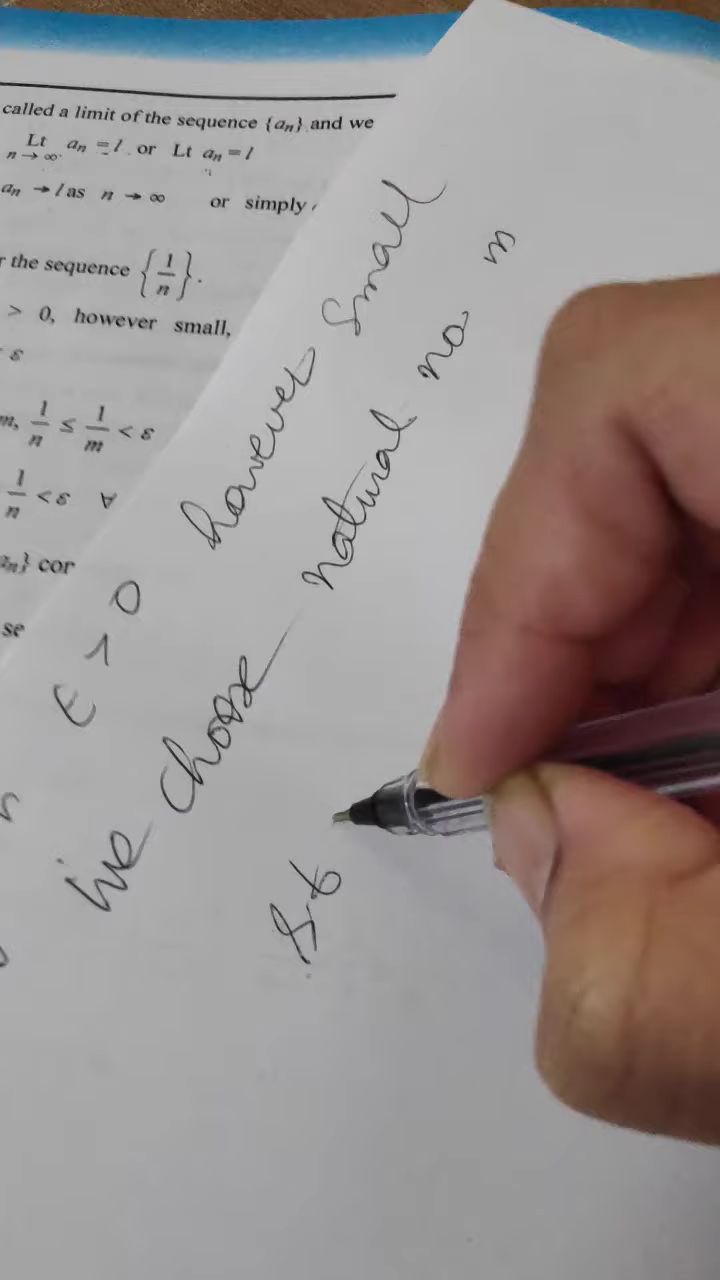 called a limit of the sequence {aₙ} and we
Lt aₙ = l or Lt aₙ = l
n → ∞
aₙ → l as n → ∞ or simply
the sequence {1/n}.
> 0, however small,
ε
m, 1/n ≤ 1/m < ε
1/n < ε ∀
ₙ} cor
se
ε > 0 however small
we choose natural no m
s.t